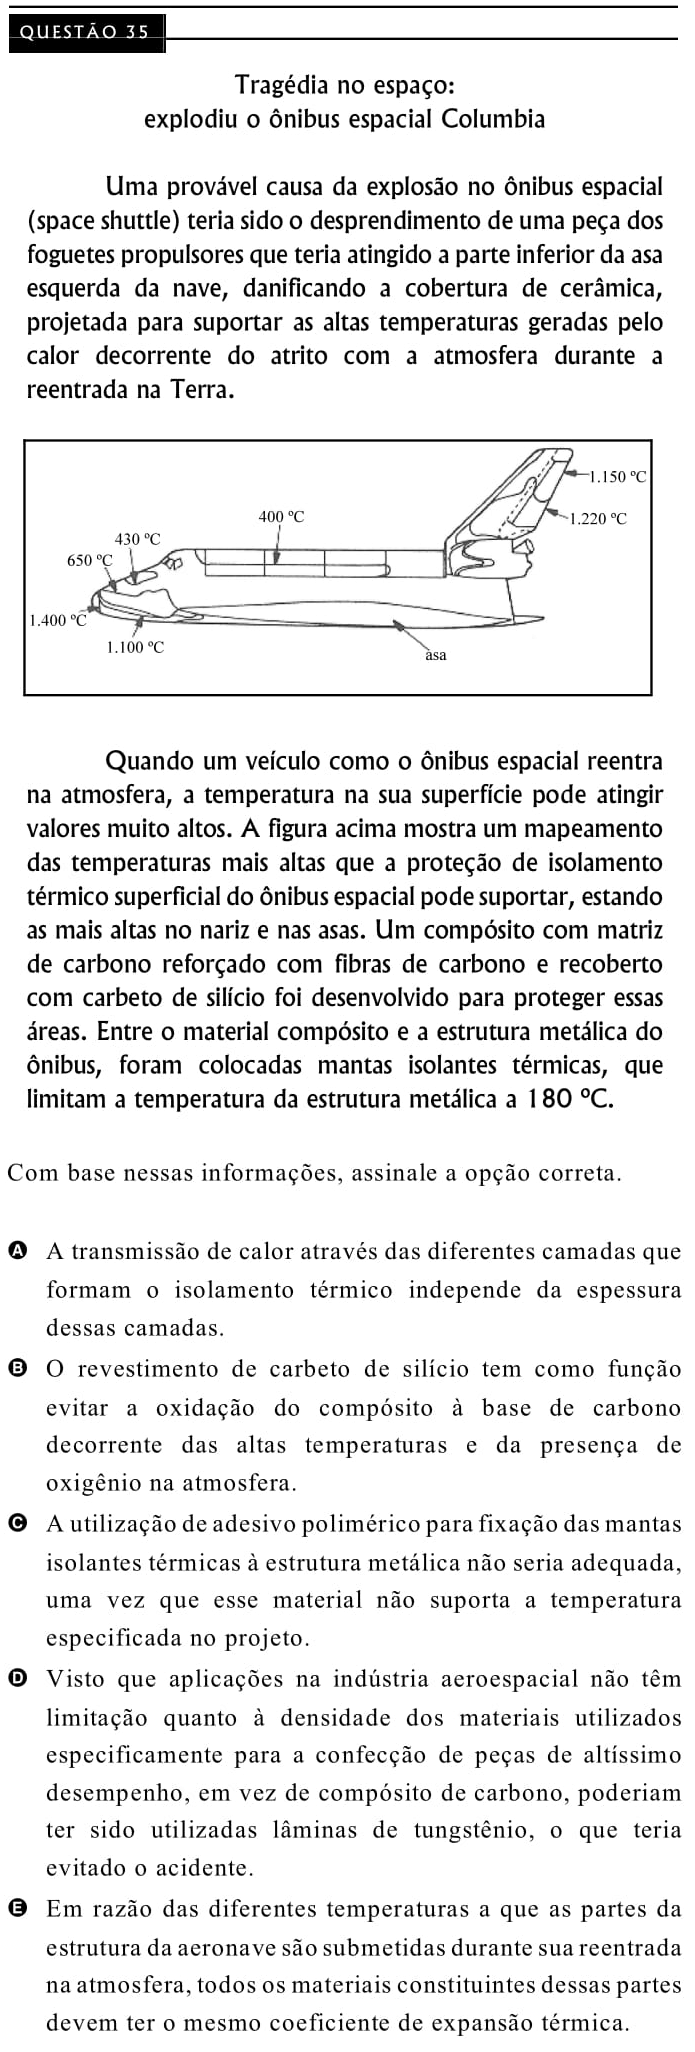 QUESTÃO 35
Tragédia no espaço:
explodiu o ônibus espacial Columbia
Uma provável causa da explosão no ônibus espacial
(space shuttle) teria sido o desprendimento de uma peça dos
foguetes propulsores que teria atingido a parte inferior da asa
esquerda da nave, danificando a cobertura de cerâmica,
projetada para suportar as altas temperaturas geradas pelo
calor decorrente do atrito com a atmosfera durante a
reentrada na Terra.
1.150 ºC
400 ºC
1.220 ºC
430 ºC
650 ºC
1.400 ºC
1.100 ºC
asa
Quando um veículo como o ônibus espacial reentra
na atmosfera, a temperatura na sua superfície pode atingir
valores muito altos. A figura acima mostra um mapeamento
das temperaturas mais altas que a proteção de isolamento
térmico superficial do ônibus espacial pode suportar, estando
as mais altas no nariz e nas asas. Um compósito com matriz
de carbono reforçado com fibras de carbono e recoberto
com carbeto de silício foi desenvolvido para proteger essas
áreas. Entre o material compósito e a estrutura metálica do
ônibus, foram colocadas mantas isolantes térmicas, que
limitam a temperatura da estrutura metálica a 180 ºC.
Com base nessas informações, assinale a opção correta.
A A transmissão de calor através das diferentes camadas que
formam o isolamento térmico independe da espessura
dessas camadas.
B O revestimento de carbeto de silício tem como função
evitar a oxidação do compósito à base de carbono
decorrente das altas temperaturas e da presença de
oxigênio na atmosfera.
C A utilização de adesivo polimérico para fixação das mantas
isolantes térmicas à estrutura metálica não seria adequada,
uma vez que esse material não suporta a temperatura
especificada no projeto.
D Visto que aplicações na indústria aeroespacial não têm
limitação quanto à densidade dos materiais utilizados
especificamente para a confecção de peças de altíssimo
desempenho, em vez de compósito de carbono, poderiam
ter sido utilizadas lâminas de tungstênio, o que teria
evitado o acidente.
E Em razão das diferentes temperaturas a que as partes da
estrutura da aeronave são submetidas durante sua reentrada
na atmosfera, todos os materiais constituintes dessas partes
devem ter o mesmo coeficiente de expansão térmica.